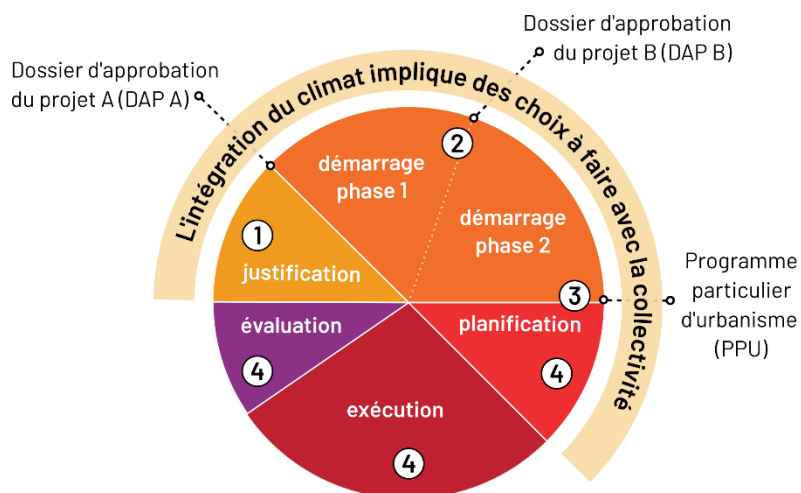 Dossier d'approbation
du projet A (DAP A)
Dossier d'approbation
du projet B (DAP B)
L'intégration du climat implique des choix à faire avec la collectivité
démarrage
phase 1
2
démarrage
phase 2
1
justification
3
Programme
particulier
d'urbanisme
(PPU)
évaluation
4
planification
4
exécution
4